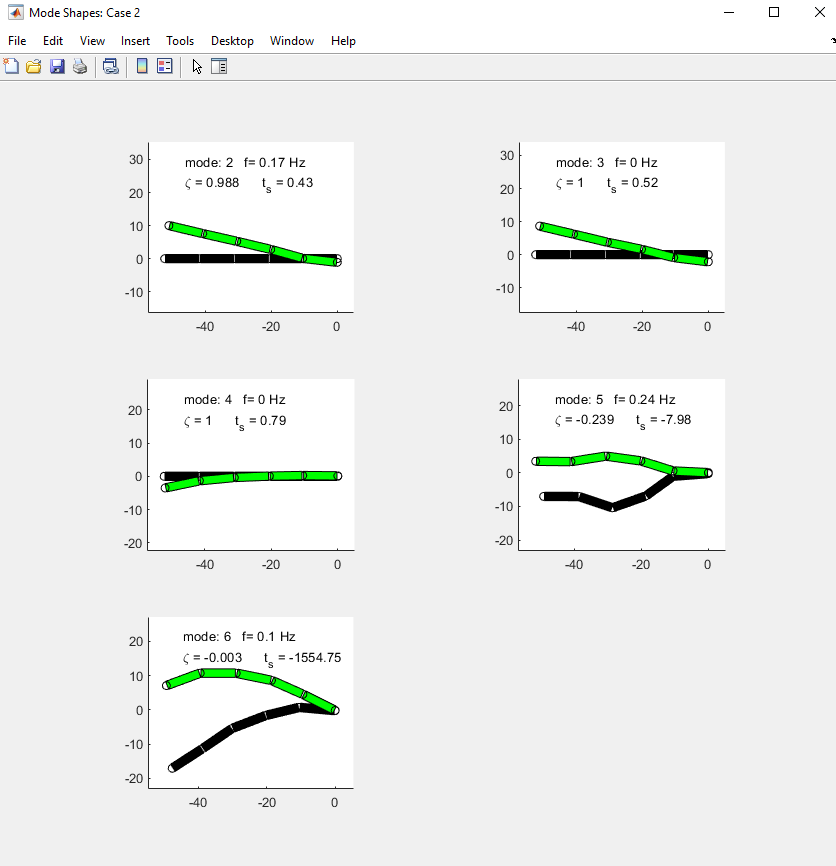 Mode Shapes: Case 2
File Edit View Insert Tools Desktop Window Help
mode: 2 f= 0.17 Hz
ζ = 0.988 ts = 0.43
30
20
10
0
-10
-40 -20 0
mode: 3 f= 0 Hz
ζ = 1 ts = 0.52
30
20
10
0
-10
-40 -20 0
mode: 4 f= 0 Hz
ζ = 1 ts = 0.79
20
10
0
-10
-20
-40 -20 0
mode: 5 f= 0.24 Hz
ζ = -0.239 ts = -7.98
20
10
0
-10
-20
-40 -20 0
mode: 6 f= 0.1 Hz
ζ = -0.003 ts = -1554.75
20
10
0
-10
-20
-40 -20 0